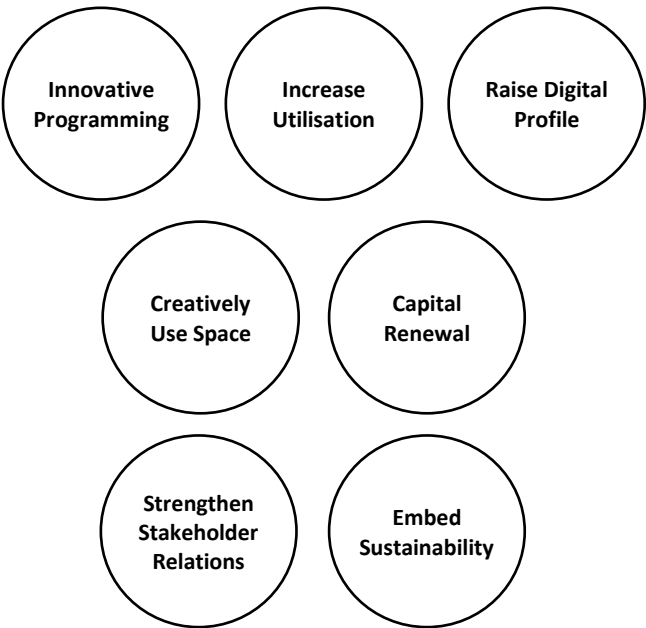 Innovative
Programming
Increase
Utilisation
Raise Digital
Profile
Creatively
Use Space
Capital
Renewal
Strengthen
Stakeholder
Relations
Embed
Sustainability